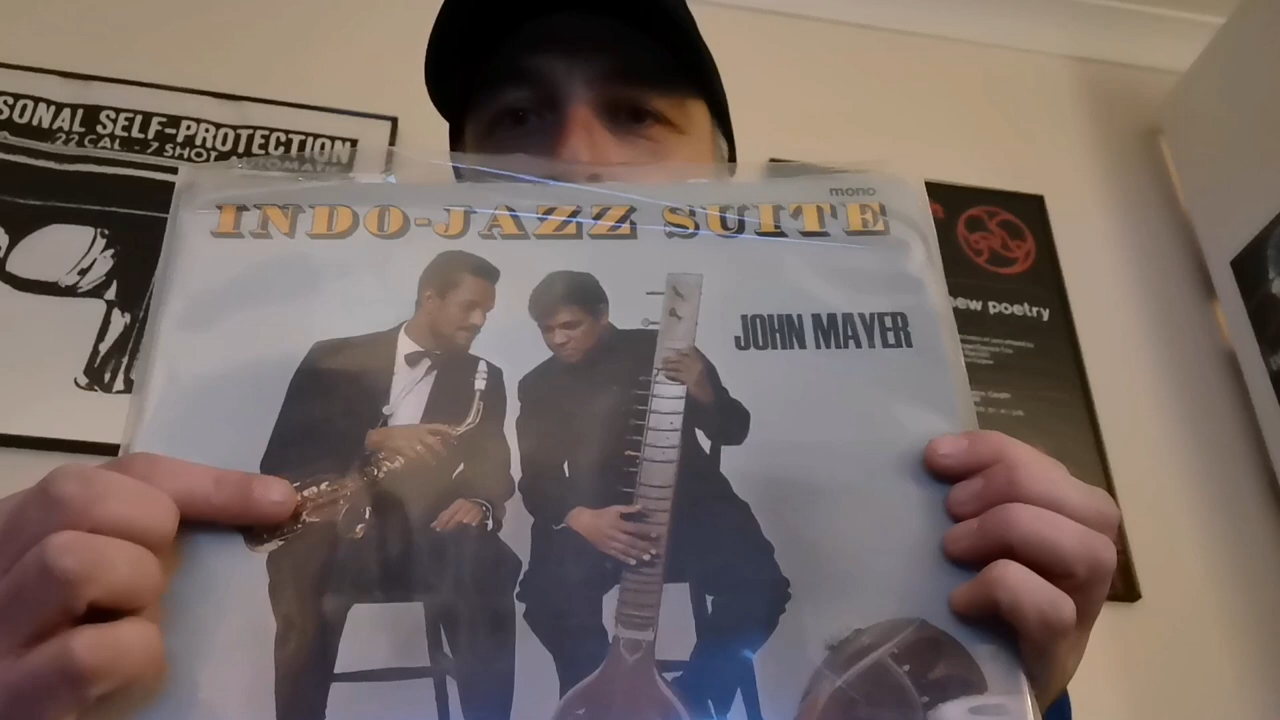 SONAL SELF-PROTECTION
.22 CAL. - 7 SHOT AUTOMATIC
mono
INDO-JAZZ SUITE
JOHN MAYER
new poetry